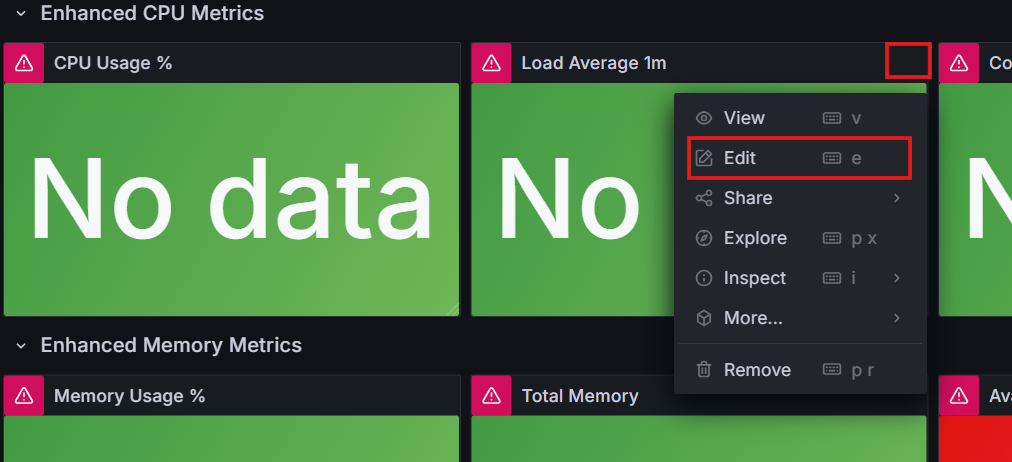 Enhanced CPU Metrics
CPU Usage %
Load Average 1m
Co
No data
No
N
View v
Edit e
Share
Explore p x
Inspect i
More...
Remove p r
Enhanced Memory Metrics
Memory Usage %
Total Memory
Av